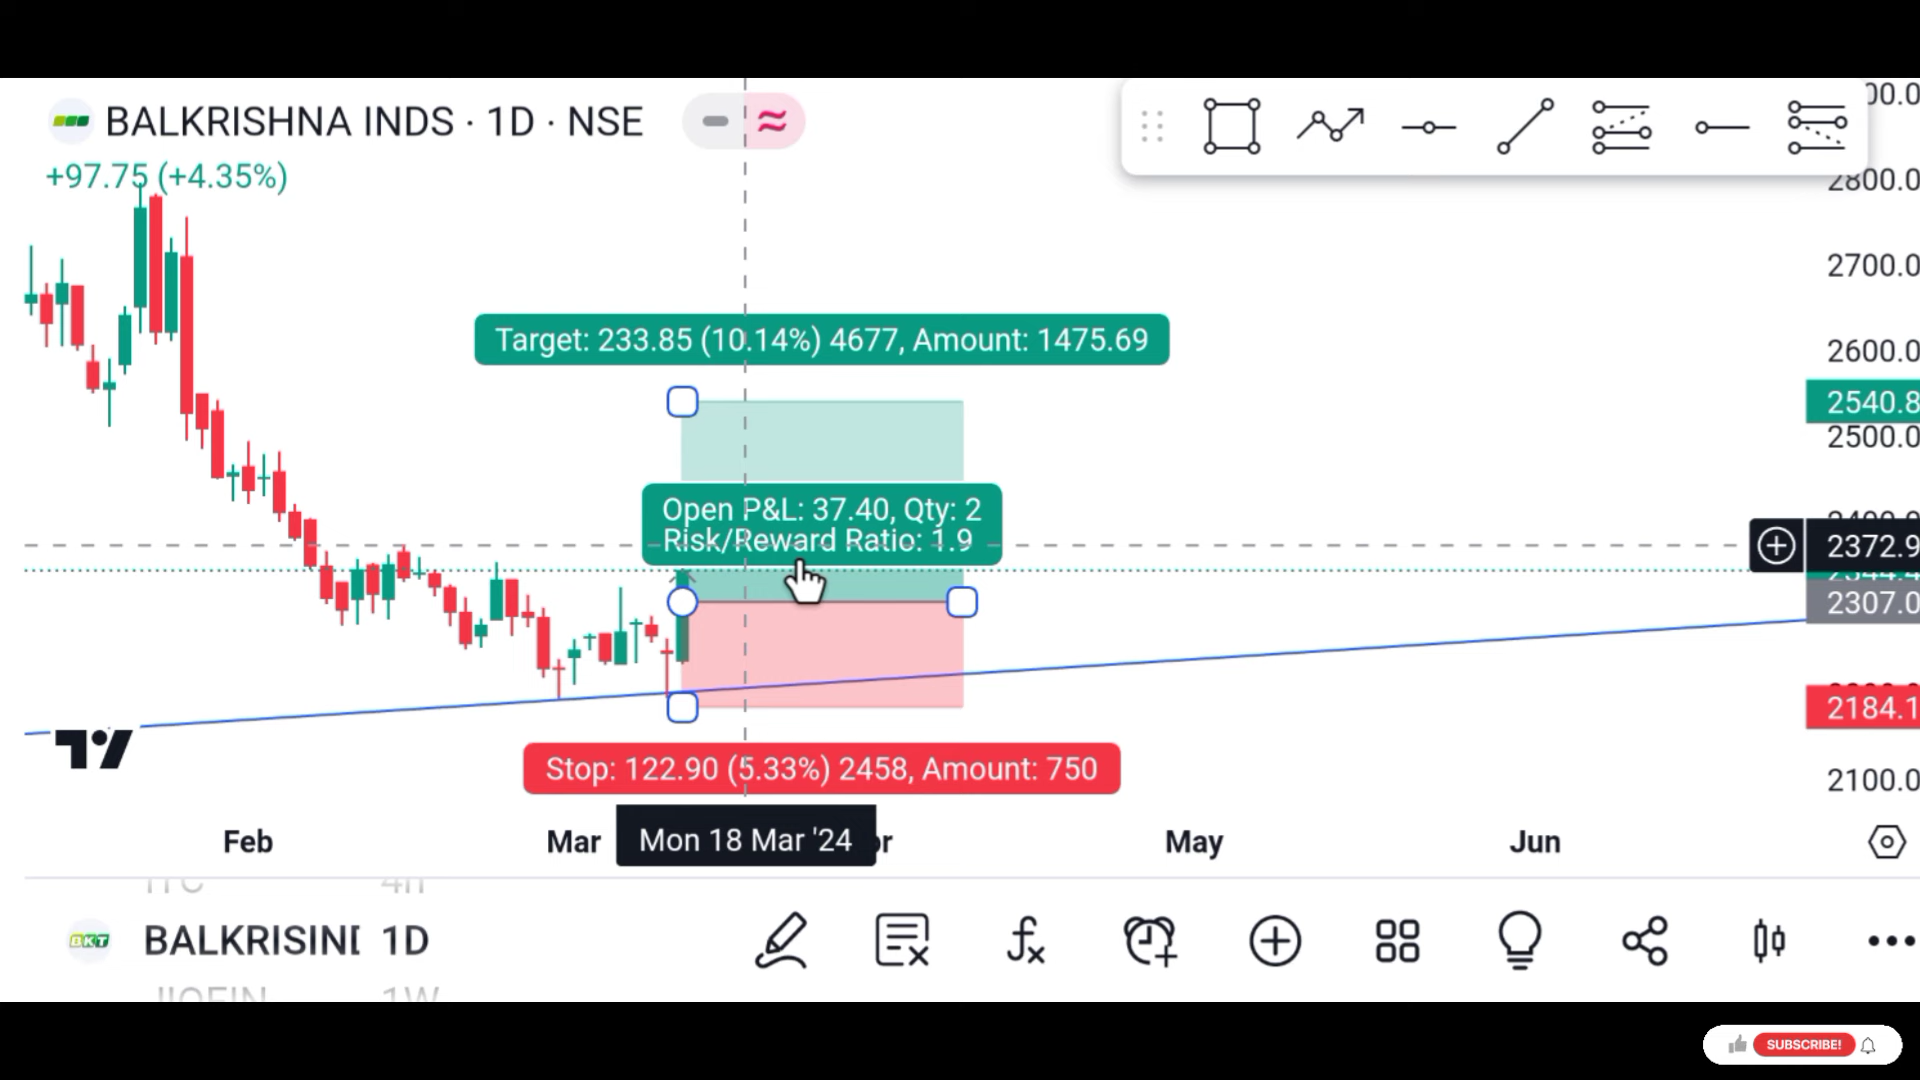 BALKRISHNA INDS · 1D · NSE
+97.75 (+4.35%)
2800.0
2700.0
Target: 233.85 (10.14%) 4677, Amount: 1475.69
2600.0
2540.8
2500.0
Open P&L: 37.40, Qty: 2
Risk/Reward Ratio: 1.9
2372.9
2307.0
2184.1
Stop: 122.90 (5.33%) 2458, Amount: 750
2100.0
Feb
Mar
Mon 18 Mar '24
May
Jun
BKT
BALKRISIN
1D
SUBSCRIBE!